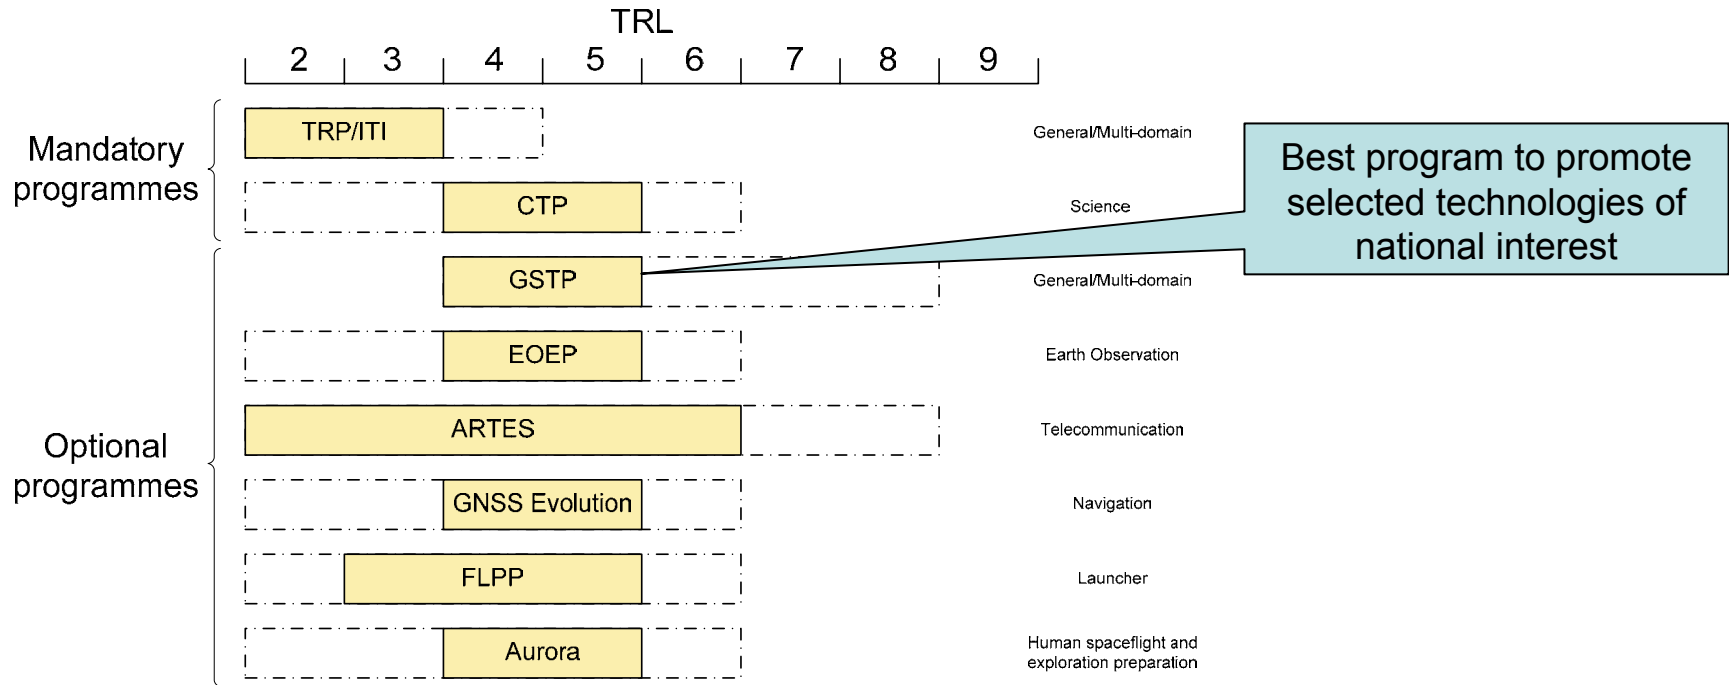 TRL
2 3 4 5 6 7 8 9
Mandatory
programmes
TRP/ITI
General/Multi-domain
CTP
Science
Best program to promote
selected technologies of
national interest
GSTP
General/Multi-domain
Optional
programmes
EOEP
Earth Observation
ARTES
Telecommunication
GNSS Evolution
Navigation
FLPP
Launcher
Aurora
Human spaceflight and
exploration preparation